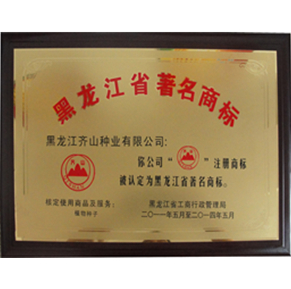 黑龙江省著名商标
黑龙江齐山种业有限公司:
你公司“ ”注册商标
被认定为黑龙江省著名商标。
核定使用商品及服务:
植物种子
黑龙江省工商行政管理局
二〇一一年五月至二〇一四年五月